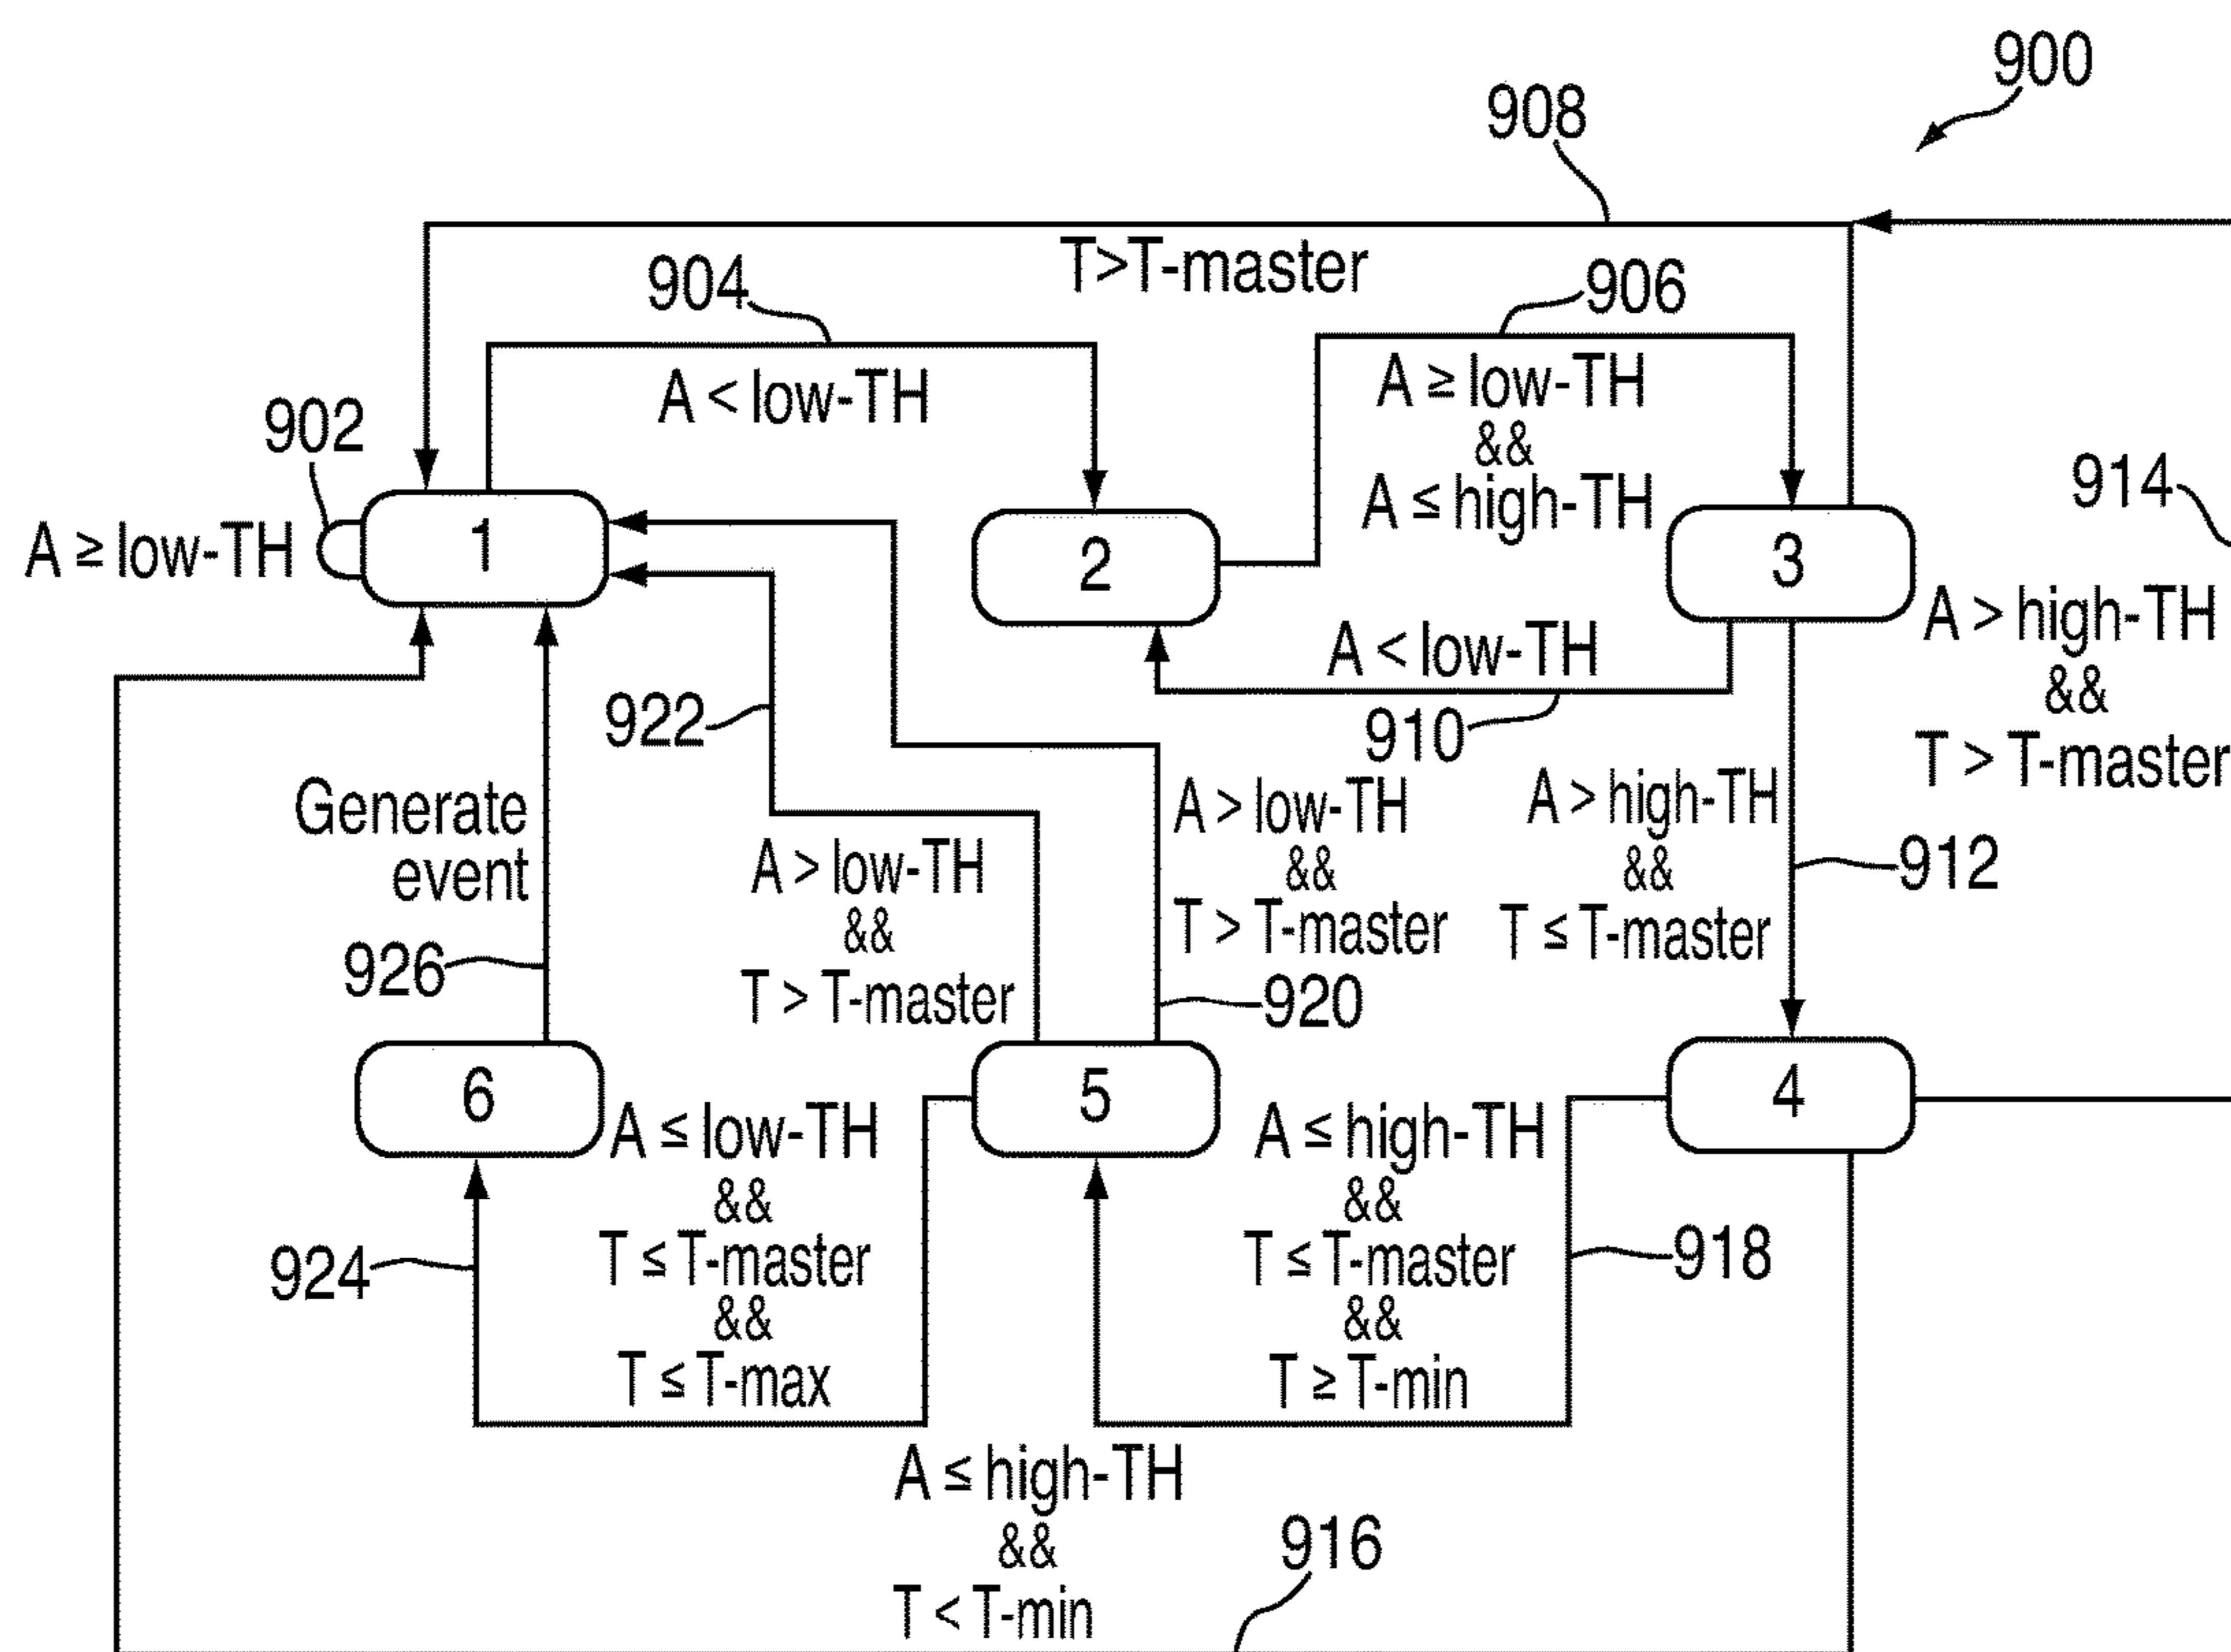 900
908
T>T-master
904
906
A < low-TH
A ≥ low-TH
&&
A ≤ high-TH
902
914
A ≥ low-TH
1
2
3
A > high-TH
&&
T > T-master
A < low-TH
910
922
Generate
event
A > low-TH
&&
T > T-master
A > low-TH
&&
T > T-master
A > high-TH
&&
T ≤ T-master
912
926
920
6
5
4
A ≤ low-TH
&&
T ≤ T-master
&&
T ≤ T-max
A ≤ high-TH
&&
T ≤ T-master
&&
T ≥ T-min
924
918
A ≤ high-TH
&&
T < T-min
916